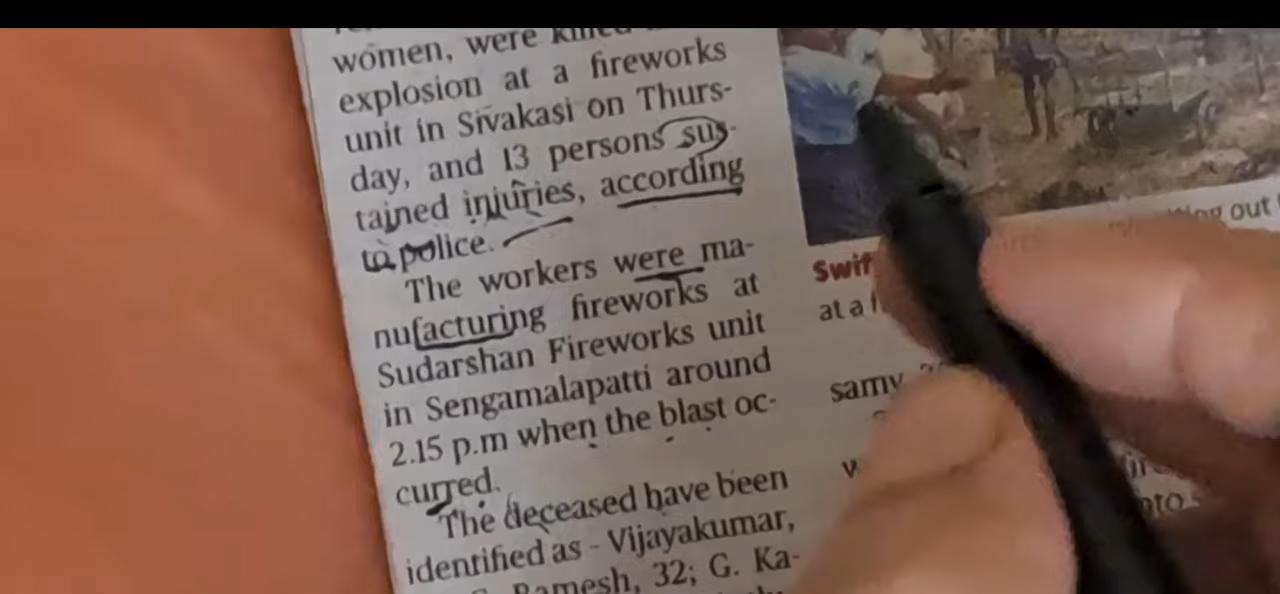 women, were killed
explosion at a fireworks
unit in Sivakasi on Thurs-
day, and 13 persons sus-
tained injuries, according
to police.
The workers were ma-
nufacturing fireworks at
Sudarshan Fireworks unit
in Sengamalapatti around
2.15 p.m when the blast oc-
curred.
The deceased have been
identified as - Vijayakumar,
Ramesh, 32; G. Ka-
out
Swif
at a f
samy